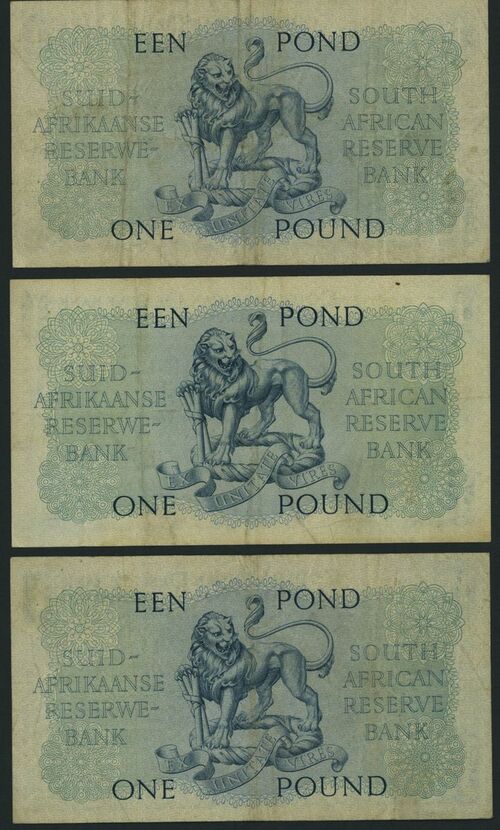 EEN POND
SUID-
AFRIKAANSE
RESERWE-
BANK
SOUTH
AFRICAN
RESERVE
BANK
EX UNITATE VIRES
ONE POUND
EEN POND
SUID-
AFRIKAANSE
RESERWE-
BANK
SOUTH
AFRICAN
RESERVE
BANK
EX UNITATE VIRES
ONE POUND
EEN POND
SUID-
AFRIKAANSE
RESERWE-
BANK
SOUTH
AFRICAN
RESERVE
BANK
EX UNITATE VIRES
ONE POUND